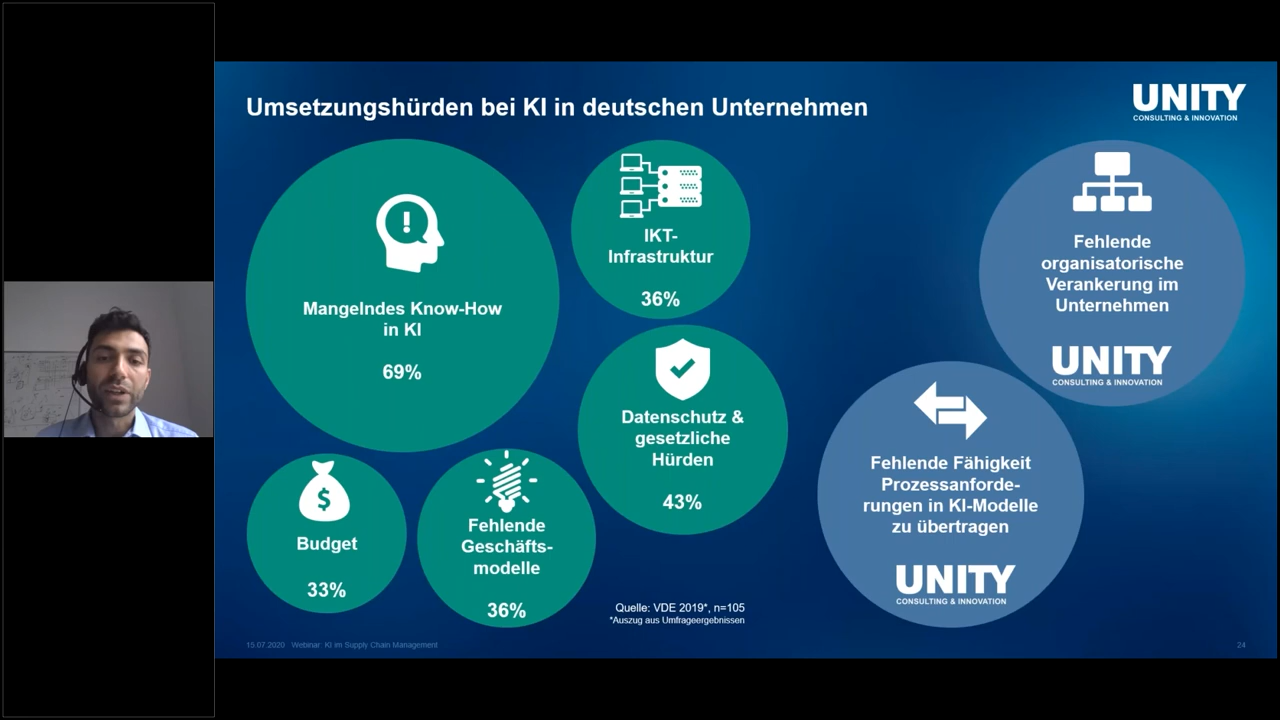 Umsetzungshürden bei KI in deutschen Unternehmen
UNITY
CONSULTING & INNOVATION
Mangelndes Know-How
in KI
69%
IKT-
Infrastruktur
36%
Datenschutz &
gesetzliche
Hürden
43%
Budget
33%
Fehlende
Geschäfts-
modelle
36%
Fehlende
organisatorische
Verankerung im
Unternehmen
UNITY
CONSULTING & INNOVATION
Fehlende Fähigkeit
Prozessanforde-
rungen in KI-Modelle
zu übertragen
UNITY
CONSULTING & INNOVATION
Quelle: VDE 2019*, n=105
*Auszug aus Umfrageergebnissen
15.07.2020 Webinar: KI im Supply Chain Management
24